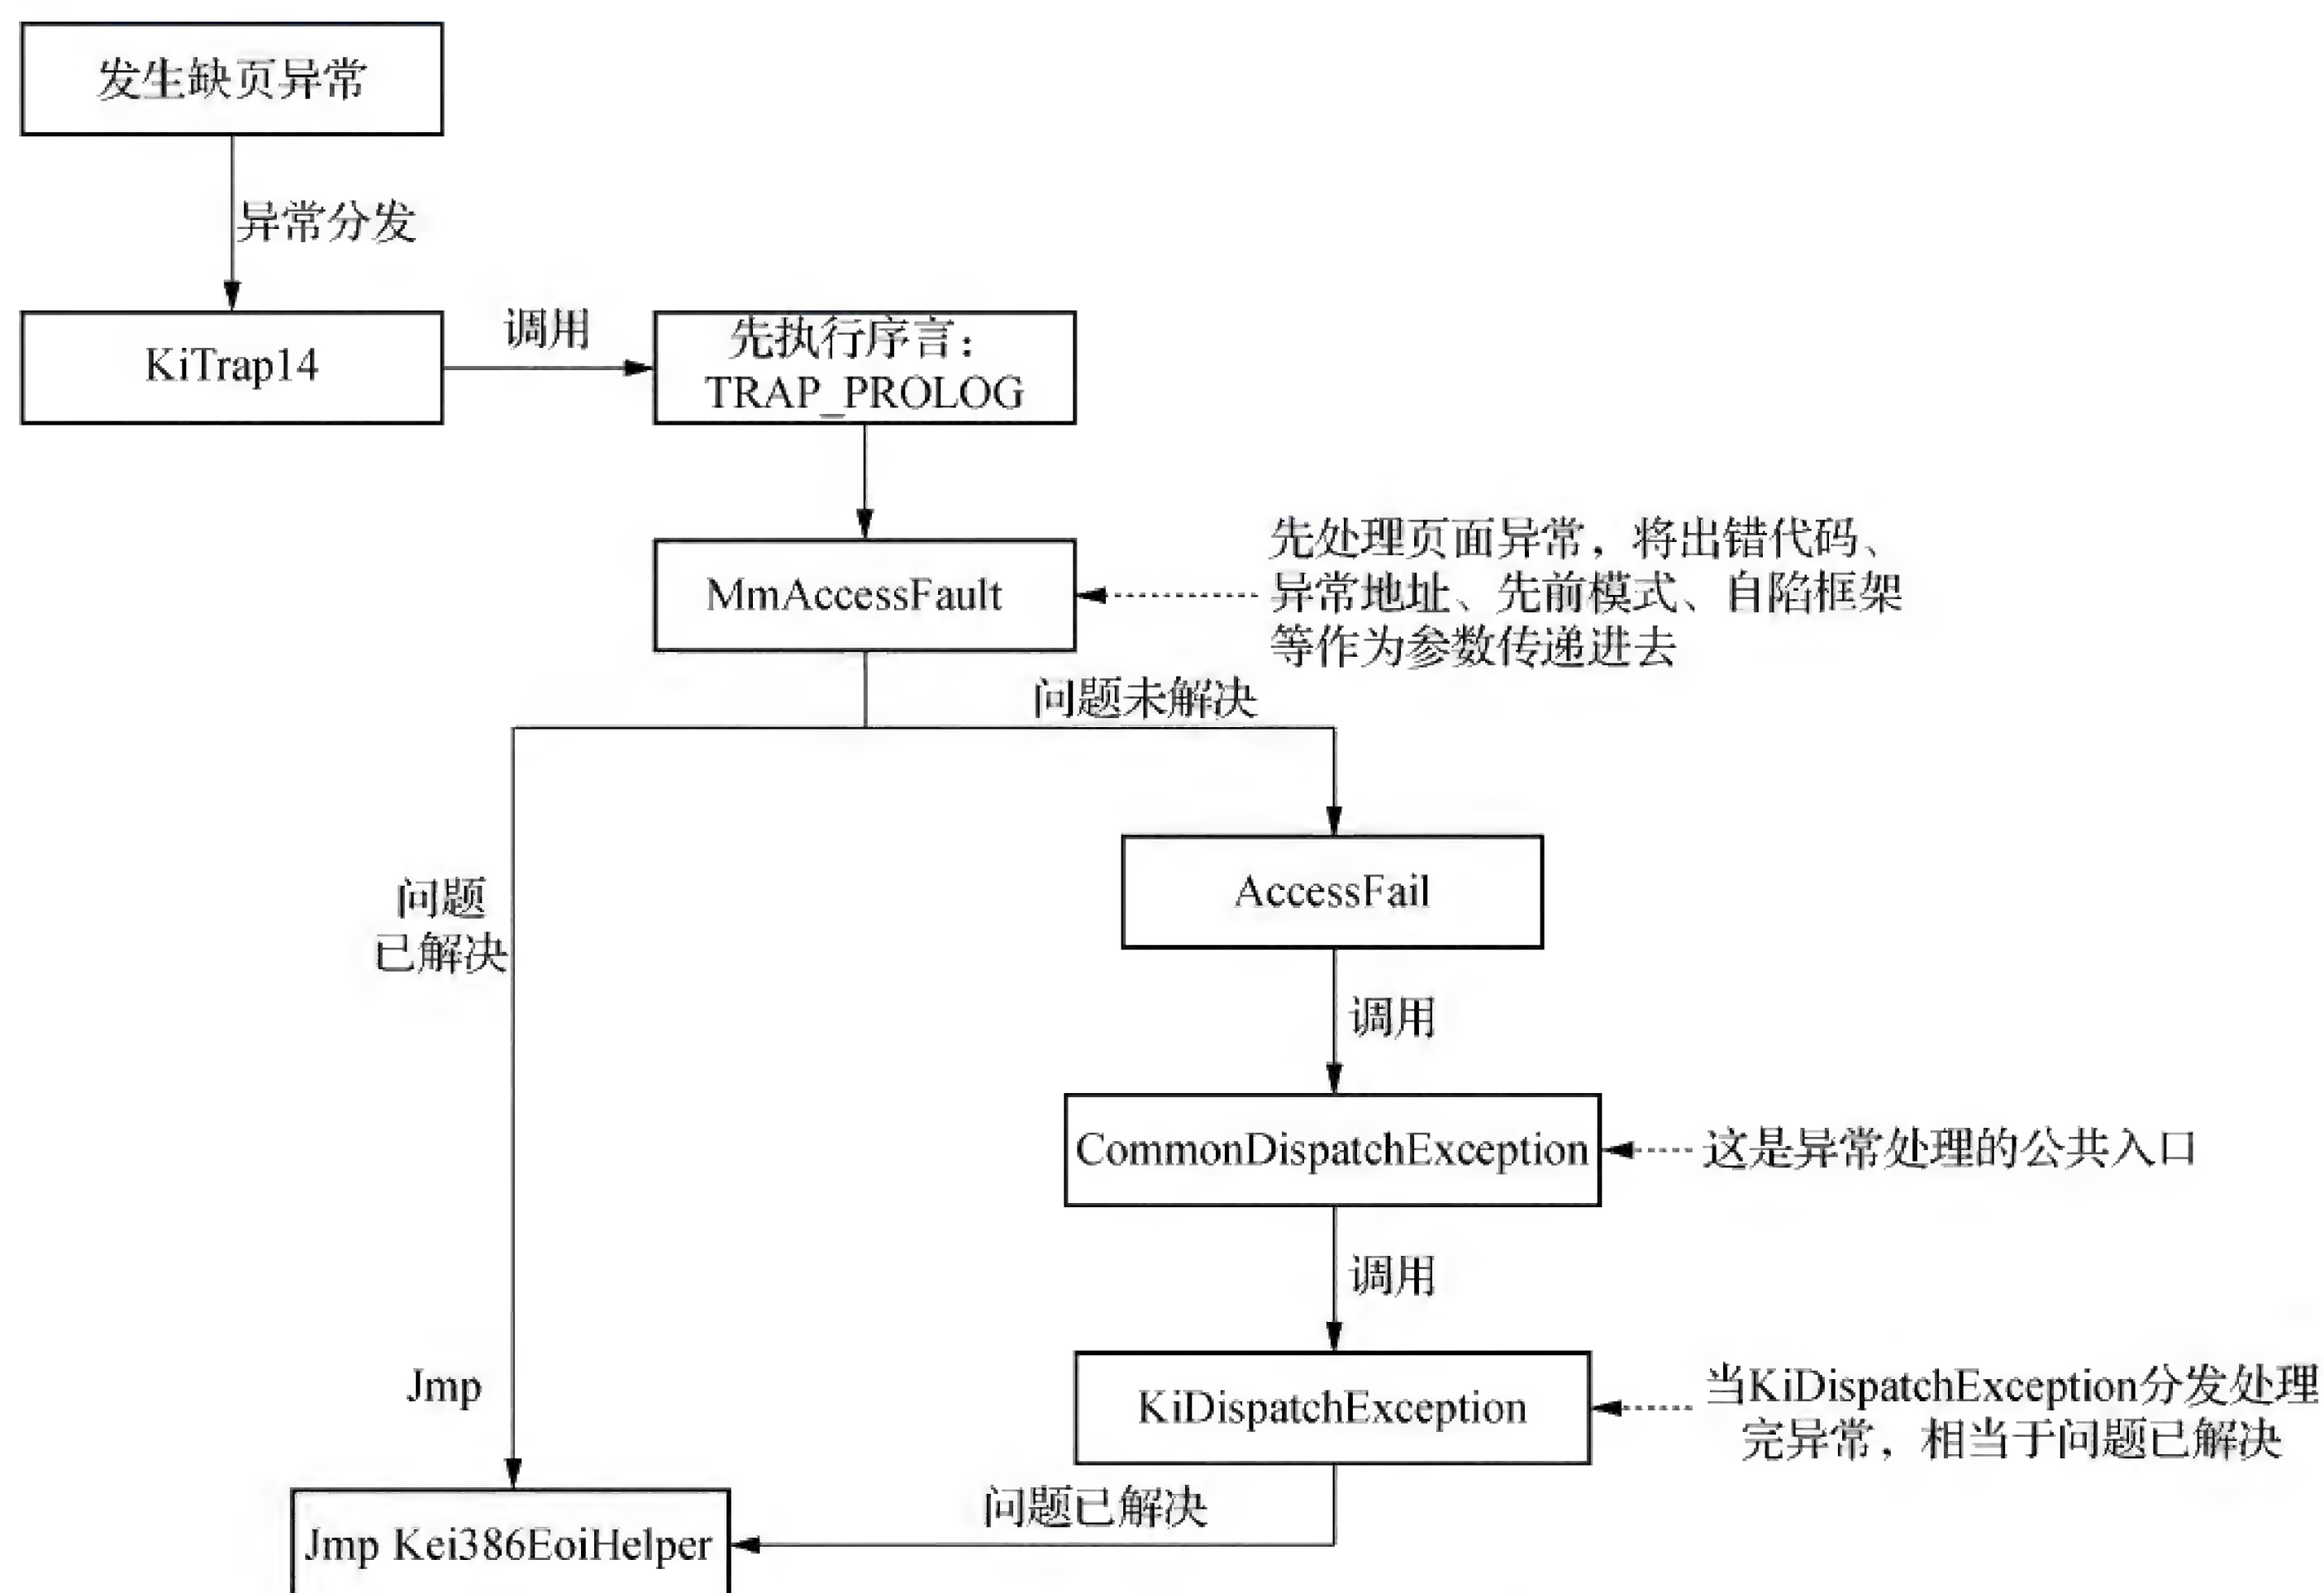 发生缺页异常
异常分发
KiTrap14
调用
先执行序言：
TRAP_PROLOG
MmAccessFault
先处理页面异常，将出错代码、
异常地址、先前模式、自陷框架
等作为参数传递进去
问题未解决
问题
已解决
AccessFail
调用
CommonDispatchException
这是异常处理的公共入口
调用
Jmp
KiDispatchException
当KiDispatchException分发处理
完异常，相当于问题已解决
问题已解决
Jmp Kei386EoiHelper